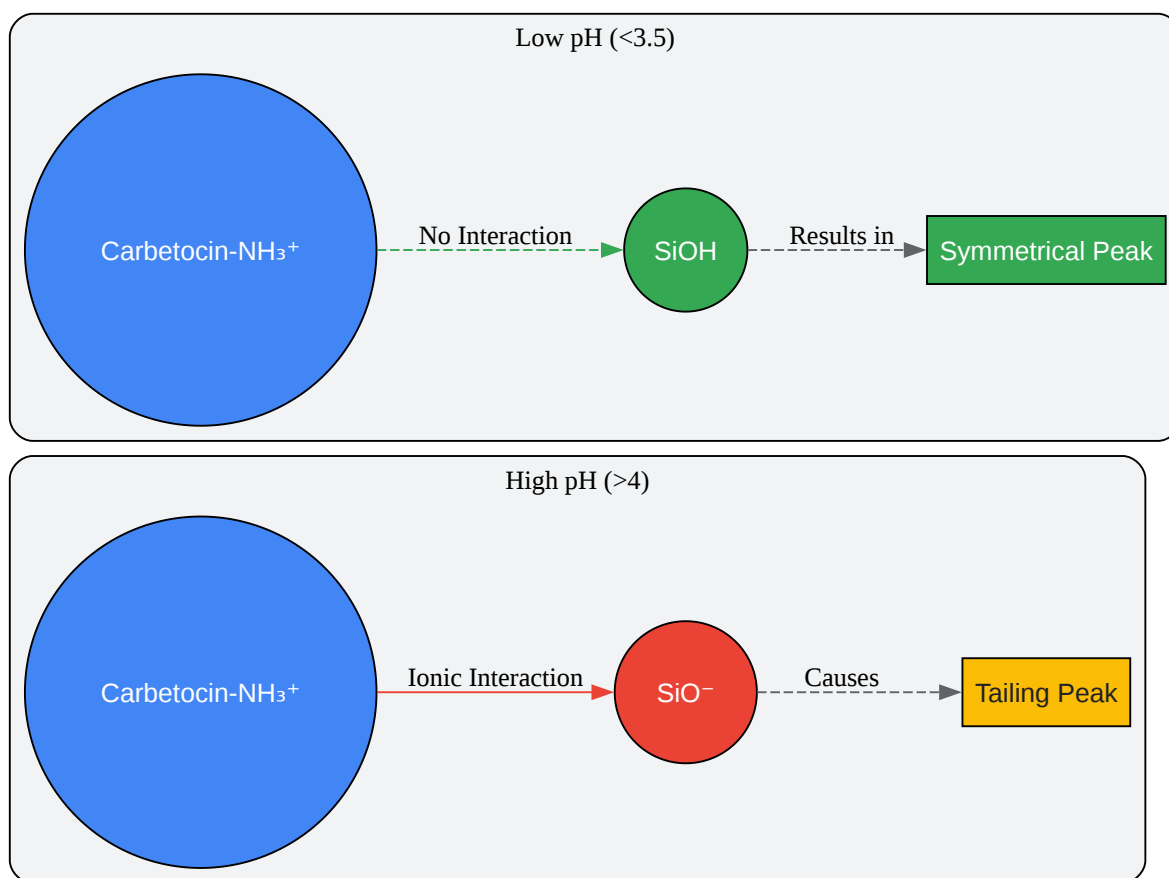 Low pH (<3.5)
Carbetocin-NH₃⁺
No Interaction
SiOH
Results in
Symmetrical Peak
High pH (>4)
Carbetocin-NH₃⁺
Ionic Interaction
SiO⁻
Causes
Tailing Peak